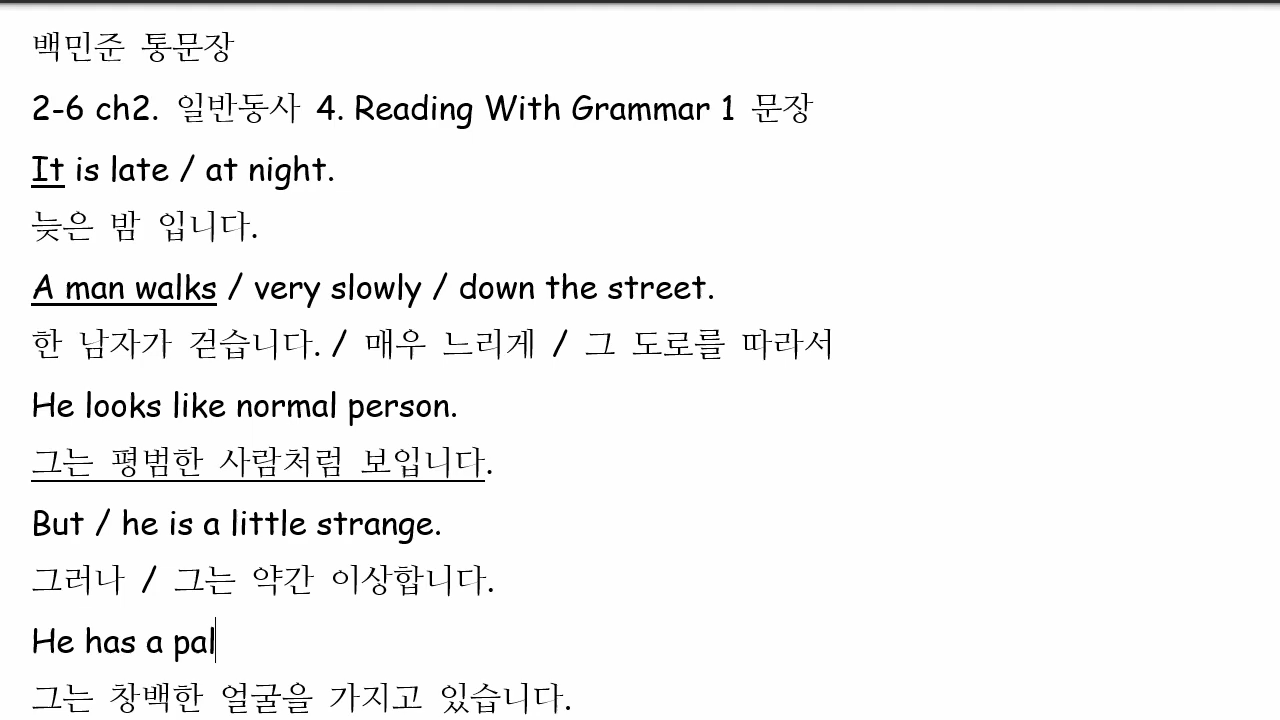 백민준 통문장
2-6 ch2. 일반동사 4. Reading With Grammar 1 문장
It is late / at night.
늦은 밤 입니다.
A man walks / very slowly / down the street.
한 남자가 걷습니다. / 매우 느리게 / 그 도로를 따라서
He looks like normal person.
그는 평범한 사람처럼 보입니다.
But / he is a little strange.
그러나 / 그는 약간 이상합니다.
He has a pal
그는 창백한 얼굴을 가지고 있습니다.